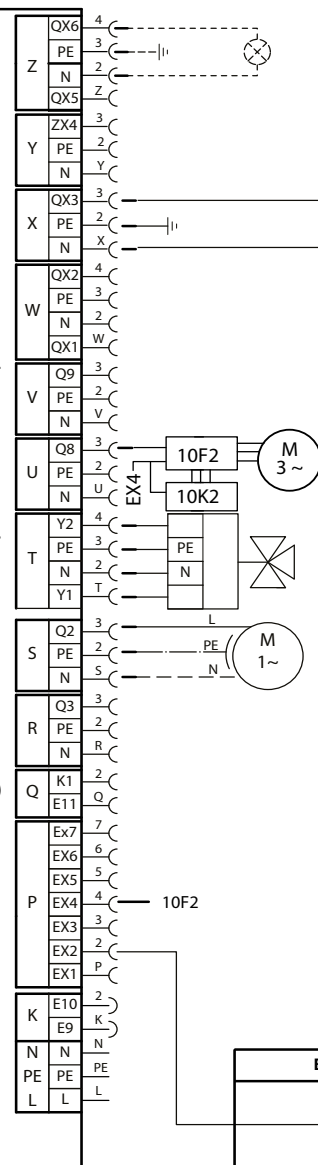 QX6 4
PE 3
Z
N 2
QX5 Z
ZX4 3
Y PE 2
N Y
QX3 3
X PE 2
N X
QX2 4
PE 3
W
N 2
QX1 W
Q9 3
V PE 2
N V
Q8 3 10F2 M 3 ~
U PE 2 EX4
N U 10K2
Y2 4
PE 3 PE
T
N 2 N
Y1 T
Q2 3 L
S PE 2 PE M 1~
N S N
Q3 3
R PE 2
N R
K1 2
Q
E11 Q
Ex7 7
EX6 6
EX5 5
P EX4 4 10F2
EX3 3
EX2 2
EX1 P
E10 2
K
E9 K
N N N
PE PE PE
L L L